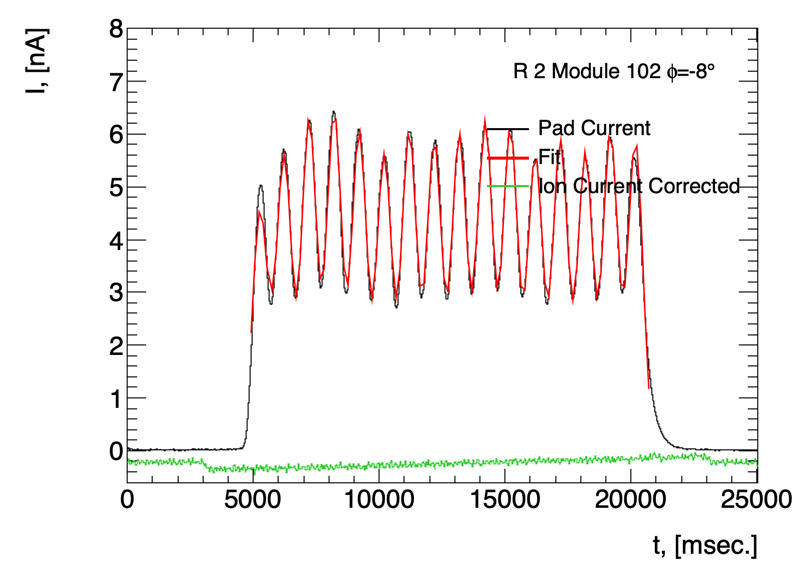 I, [nA]
8
7
6
5
4
3
2
1
0
R 2 Module 102 ϕ=-8°
Pad Current
Fit
Ion Current Corrected
0 5000 10000 15000 20000 25000
t, [msec.]